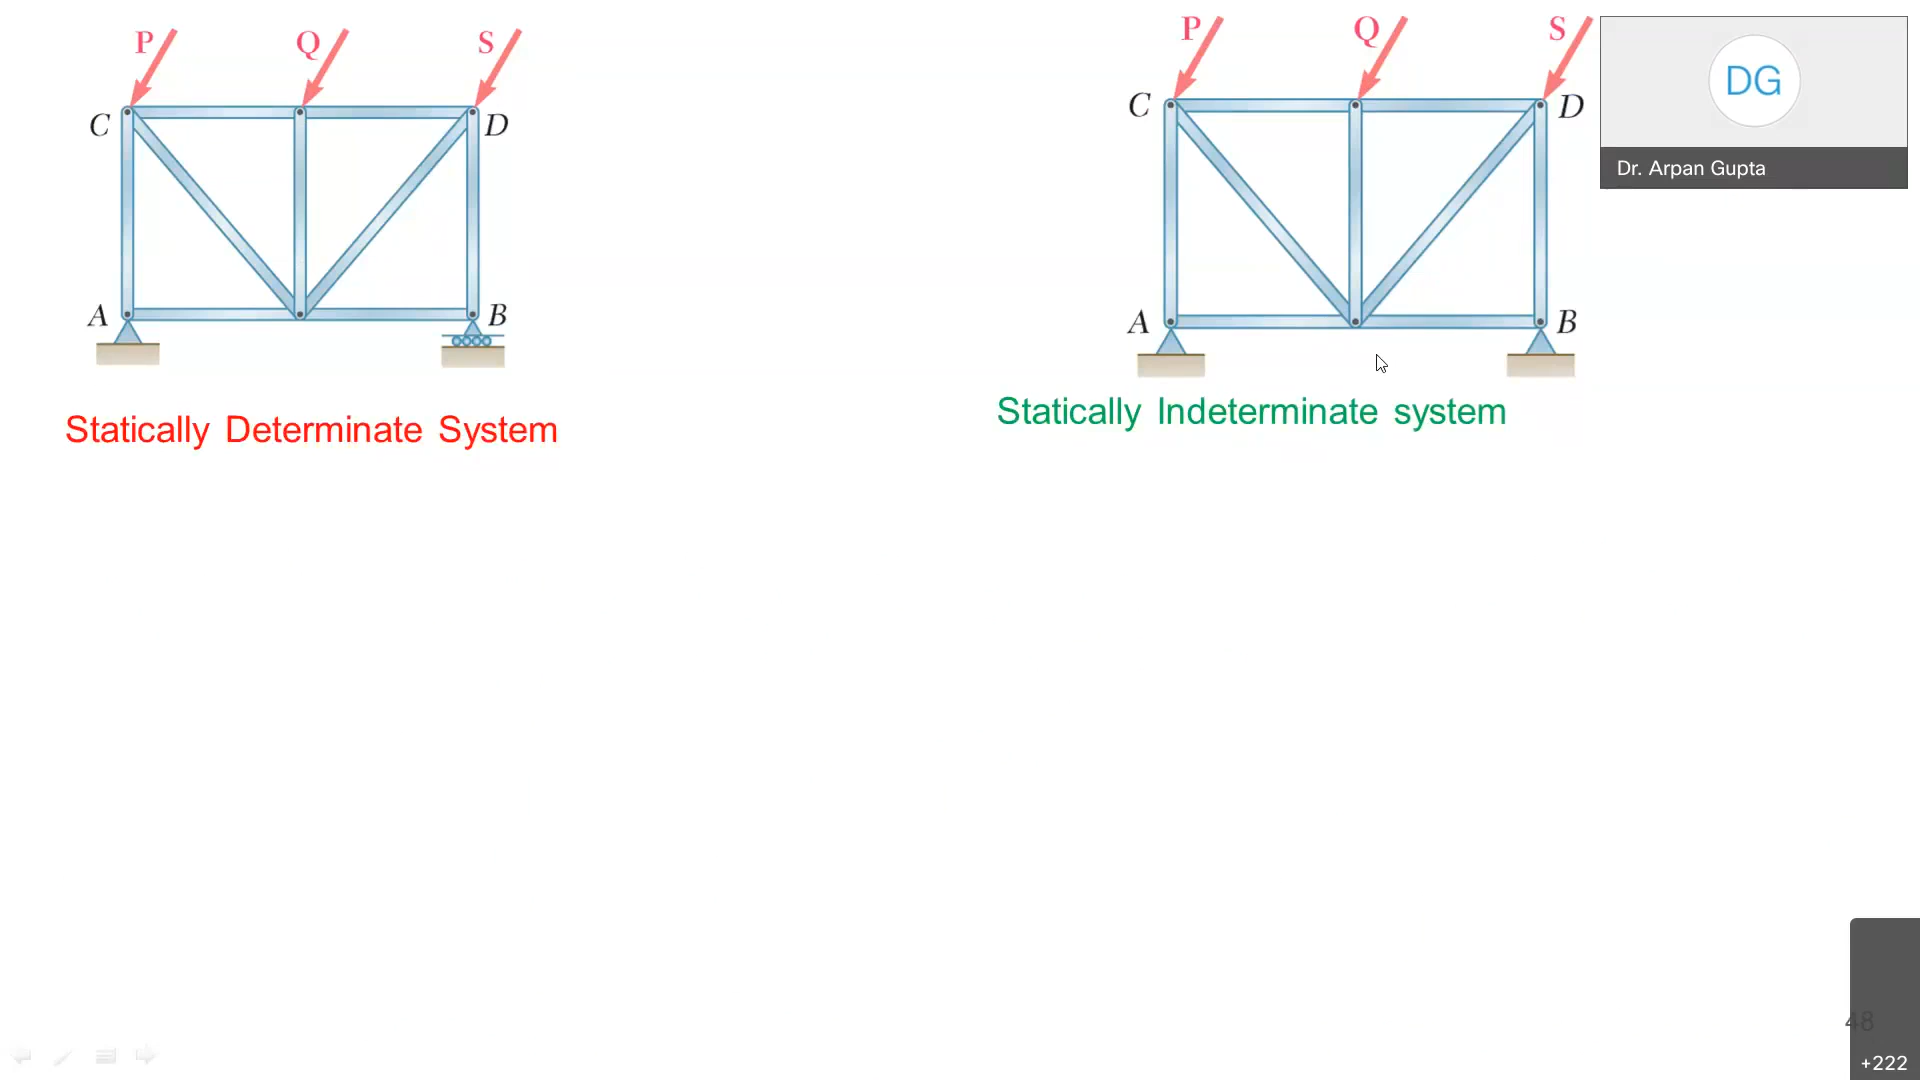 P Q S
C D
A B
Statically Determinate System
P Q S
C D
A B
Statically Indeterminate system
DG
Dr. Arpan Gupta
48
+222